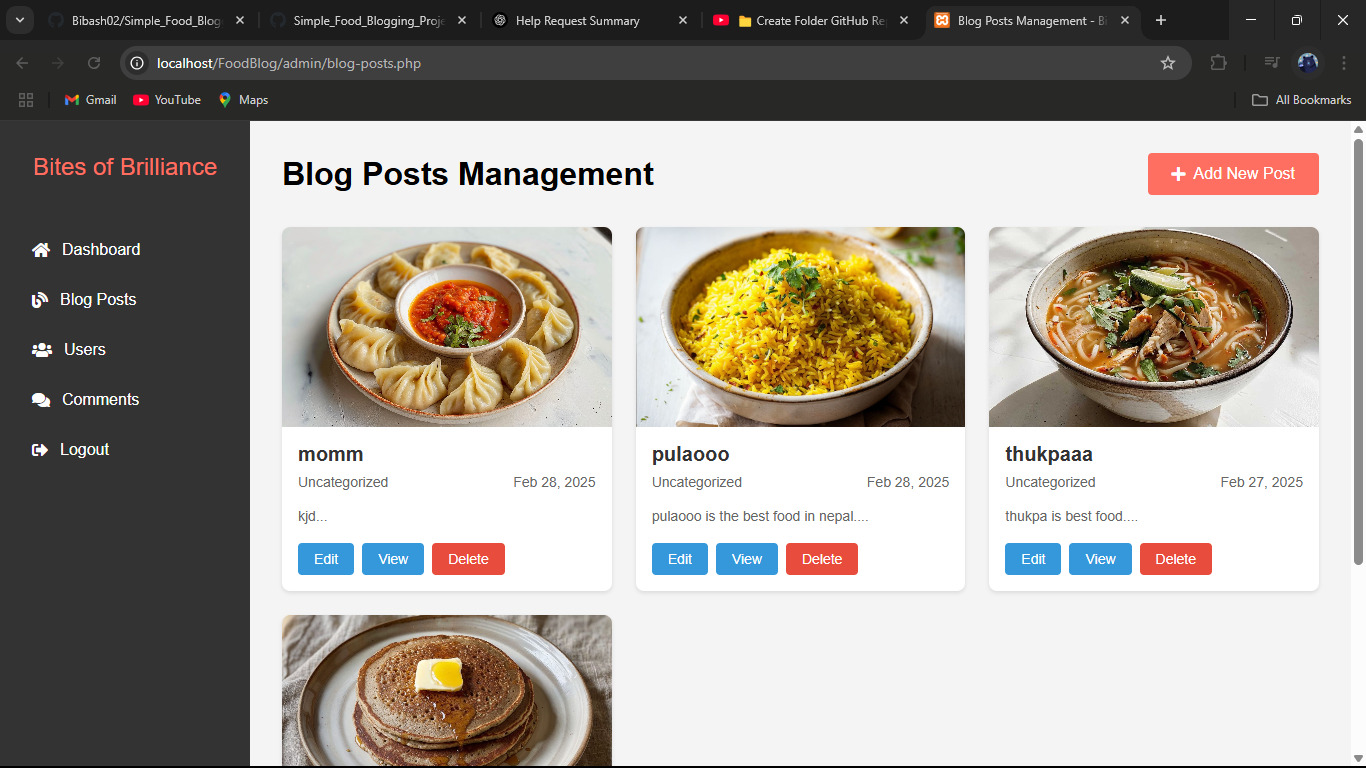 Bibash02/Simple_Food_Blog
Simple_Food_Blogging_Proje
Help Request Summary
Create Folder GitHub Re
Blog Posts Management - Bi
localhost/FoodBlog/admin/blog-posts.php
Gmail
YouTube
Maps
All Bookmarks
Bites of Brilliance
Dashboard
Blog Posts
Users
Comments
Logout
Blog Posts Management
Add New Post
momm
Uncategorized
Feb 28, 2025
kjd...
Edit
View
Delete
pulaooo
Uncategorized
Feb 28, 2025
pulaooo is the best food in nepal....
Edit
View
Delete
thukpaaa
Uncategorized
Feb 27, 2025
thukpa is best food....
Edit
View
Delete